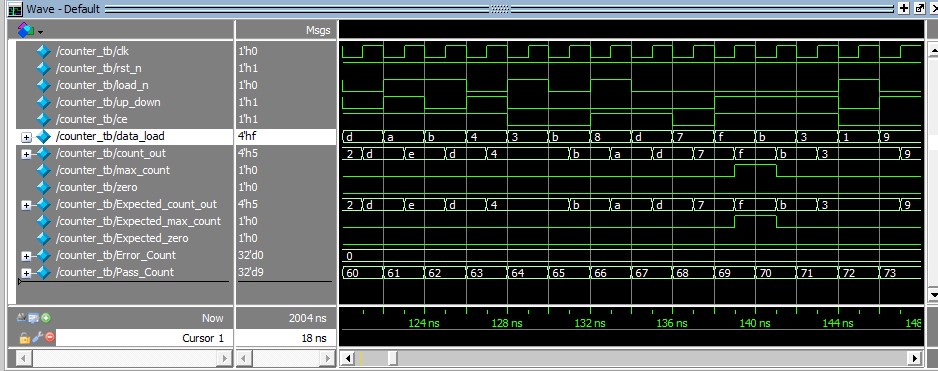 Wave - Default
Msgs
/counter_tb/clk 1'h0
/counter_tb/rst_n 1'h1
/counter_tb/load_n 1'h0
/counter_tb/up_down 1'h1
/counter_tb/ce 1'h1
/counter_tb/data_load 4'hf d a b 4 3 b 8 d 7 f b 3 1 9
/counter_tb/count_out 4'h5 2 d e d 4 b a d 7 f b 3 9
/counter_tb/max_count 1'h0
/counter_tb/zero 1'h0
/counter_tb/Expected_count_out 4'h5 2 d e d 4 b a d 7 f b 3 9
/counter_tb/Expected_max_count 1'h0
/counter_tb/Expected_zero 1'h0
/counter_tb/Error_Count 32'd0 0
/counter_tb/Pass_Count 32'd9 60 61 62 63 64 65 66 67 68 69 70 71 72 73
Now 2004 ns 124 ns 128 ns 132 ns 136 ns 140 ns 144 ns 148
Cursor 1 18 ns